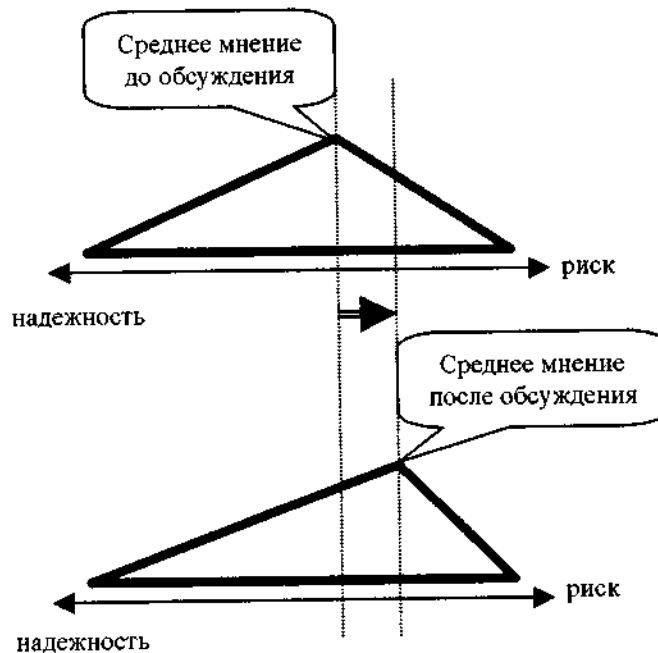 Среднее мнение
до обсуждения
риск
надежность
Среднее мнение
после обсуждения
риск
надежность